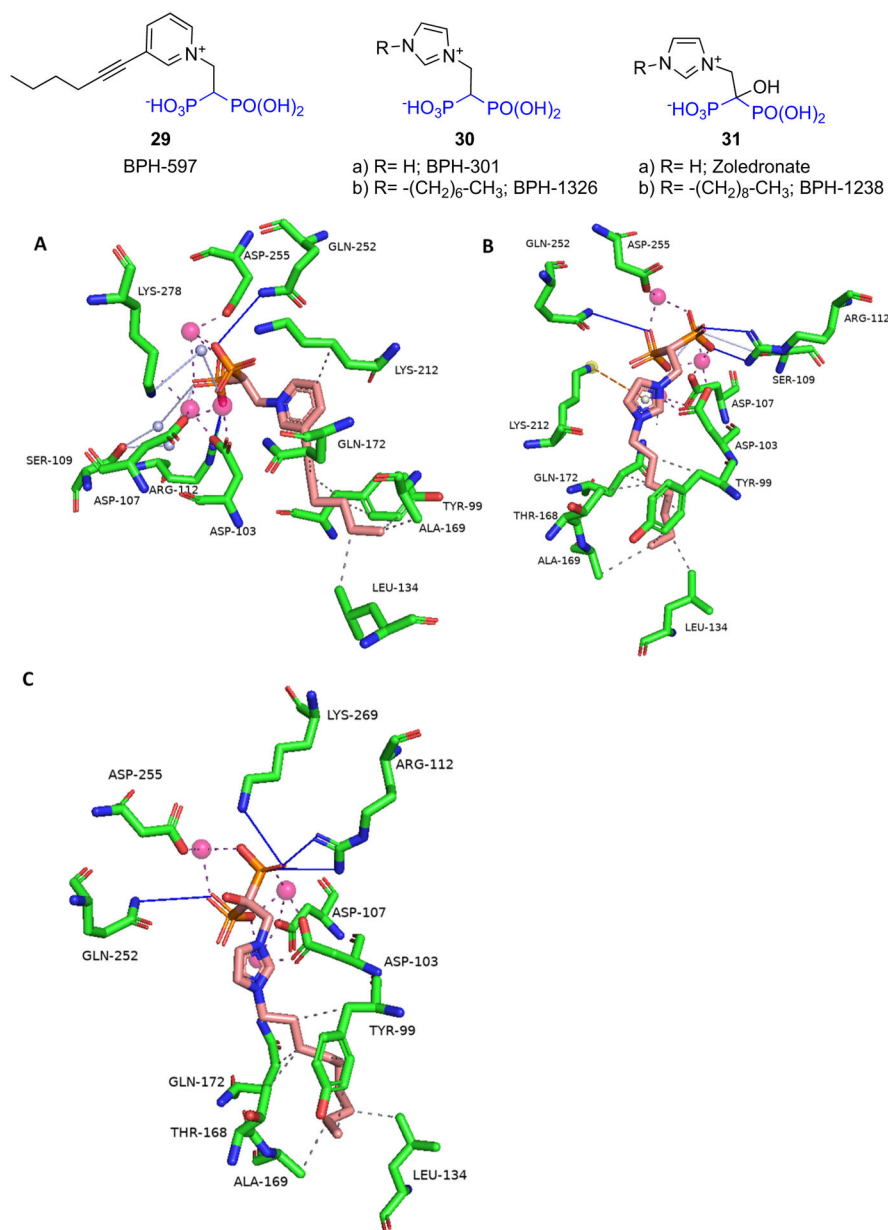 N+
-HO3P
PO(OH)2
29
BPH-597
R
N
N+
-HO3P
PO(OH)2
30
a) R= H; BPH-301
b) R= -(CH2)6-CH3; BPH-1326
R
N
N+
OH
-HO3P
PO(OH)2
31
a) R= H; Zoledronate
b) R= -(CH2)8-CH3; BPH-1238
A
GLN-252
ASP-255
LYS-278
LYS-212
GLN-172
SER-109
ASP-107
ARG-112
ASP-103
TYR-99
ALA-169
LEU-134
B
ASP-255
GLN-252
ARG-112
SER-109
ASP-107
LYS-212
ASP-103
GLN-172
TYR-99
THR-168
ALA-169
LEU-134
C
LYS-269
ARG-112
ASP-255
ASP-107
GLN-252
ASP-103
TYR-99
GLN-172
THR-168
ALA-169
LEU-134